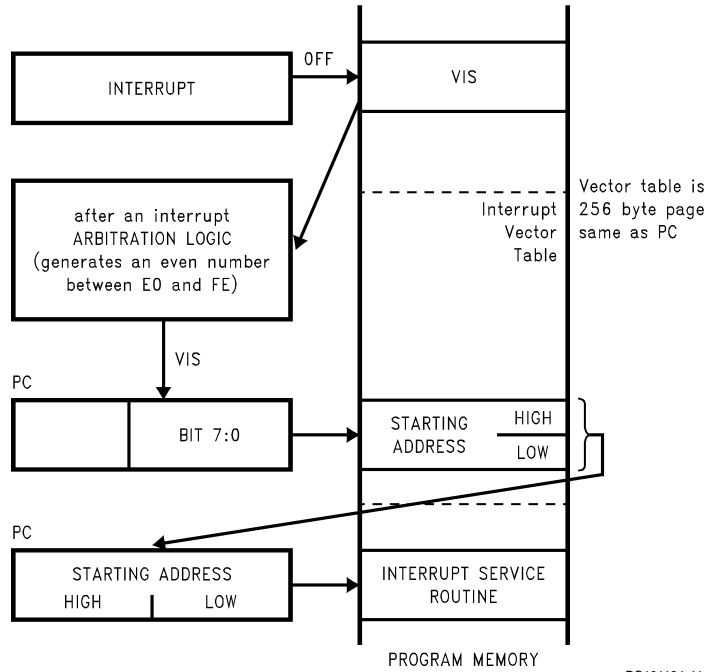 OFF
INTERRUPT
VIS
after an interrupt
ARBITRATION LOGIC
(generates an even number
between E0 and FE)
Interrupt
Vector
Table
Vector table is
256 byte page
same as PC
VIS
PC
BIT 7:0
STARTING
ADDRESS
HIGH
LOW
PC
STARTING ADDRESS
HIGH LOW
INTERRUPT SERVICE
ROUTINE
PROGRAM MEMORY